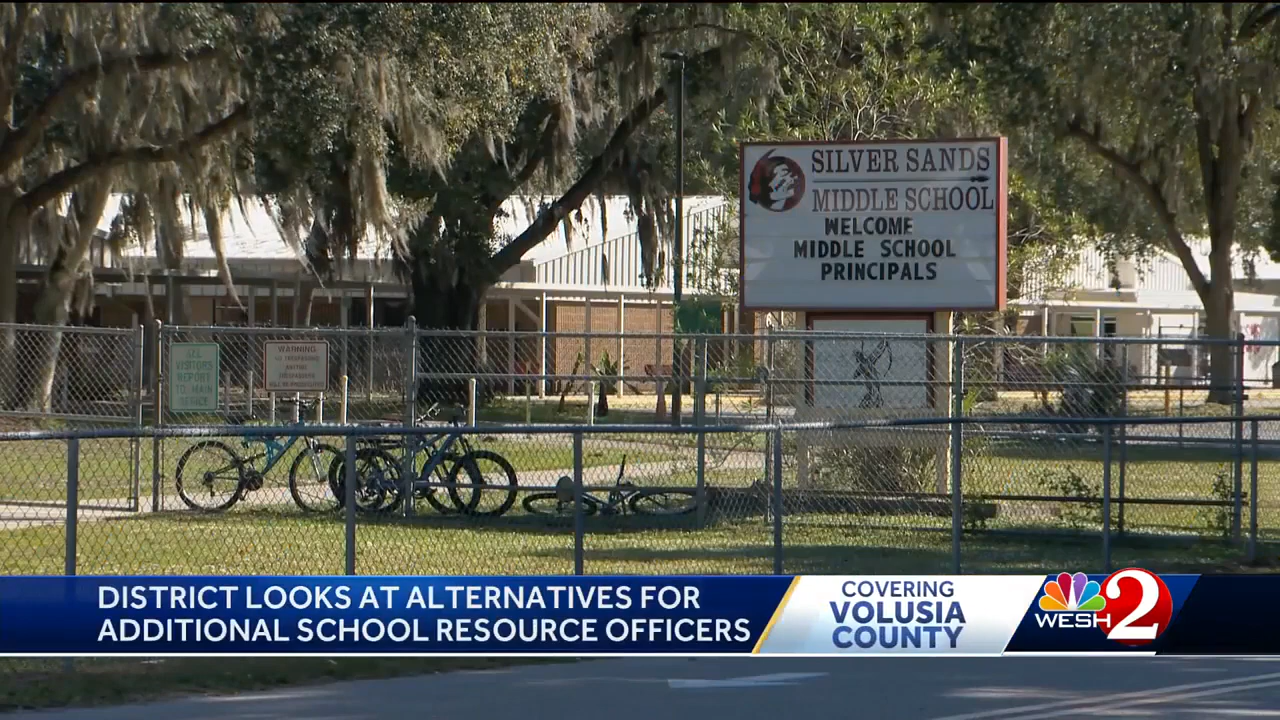 SILVER SANDS
MIDDLE SCHOOL
WELCOME
MIDDLE SCHOOL
PRINCIPALS
ALL
VISITORS
REPORT
TO MAIN
OFFICE
WARNING
DISTRICT LOOKS AT ALTERNATIVES FOR
ADDITIONAL SCHOOL RESOURCE OFFICERS
COVERING
VOLUSIA
COUNTY
WESH 2